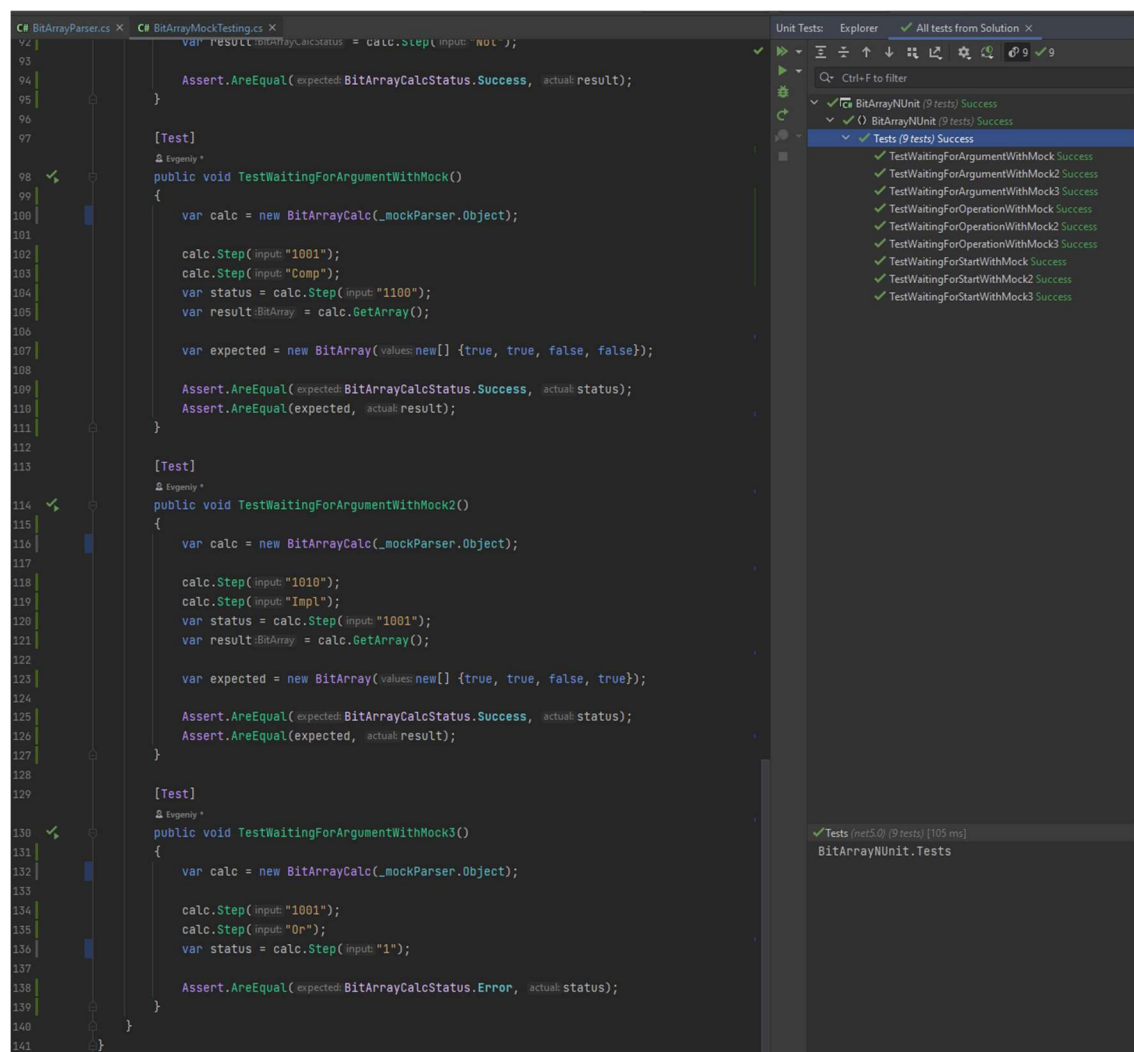 BitArrayParser.cs
BitArrayMockTesting.cs
92 var result :BitArrayCalcStatus = calc.Step( input: "Not");
93
94 Assert.AreEqual( expected: BitArrayCalcStatus.Success, actual: result);
95 }
96
97 [Test]
Evgeniy *
98 public void TestWaitingForArgumentWithMock()
99 {
100 var calc = new BitArrayCalc(_mockParser.Object);
101
102 calc.Step( input: "1001");
103 calc.Step( input: "Comp");
104 var status = calc.Step( input: "1100");
105 var result :BitArray = calc.GetArray();
106
107 var expected = new BitArray( values: new[] {true, true, false, false});
108
109 Assert.AreEqual( expected: BitArrayCalcStatus.Success, actual: status);
110 Assert.AreEqual(expected, actual: result);
111 }
112
113 [Test]
Evgeniy *
114 public void TestWaitingForArgumentWithMock2()
115 {
116 var calc = new BitArrayCalc(_mockParser.Object);
117
118 calc.Step( input: "1010");
119 calc.Step( input: "Impl");
120 var status = calc.Step( input: "1001");
121 var result :BitArray = calc.GetArray();
122
123 var expected = new BitArray( values: new[] {true, true, false, true});
124
125 Assert.AreEqual( expected: BitArrayCalcStatus.Success, actual: status);
126 Assert.AreEqual(expected, actual: result);
127 }
128
129 [Test]
Evgeniy *
130 public void TestWaitingForArgumentWithMock3()
131 {
132 var calc = new BitArrayCalc(_mockParser.Object);
133
134 calc.Step( input: "1001");
135 calc.Step( input: "Or");
136 var status = calc.Step( input: "1");
137
138 Assert.AreEqual( expected: BitArrayCalcStatus.Error, actual: status);
139 }
140 }
141 }
Unit Tests: Explorer All tests from Solution
9 9
Ctrl+F to filter
C# BitArrayNUnit (9 tests) Success
BitArrayNUnit (9 tests) Success
Tests (9 tests) Success
TestWaitingForArgumentWithMock Success
TestWaitingForArgumentWithMock2 Success
TestWaitingForArgumentWithMock3 Success
TestWaitingForOperationWithMock Success
TestWaitingForOperationWithMock2 Success
TestWaitingForOperationWithMock3 Success
TestWaitingForStartWithMock Success
TestWaitingForStartWithMock2 Success
TestWaitingForStartWithMock3 Success
Tests (net5.0) (9 tests) [105 ms]
BitArrayNUnit.Tests